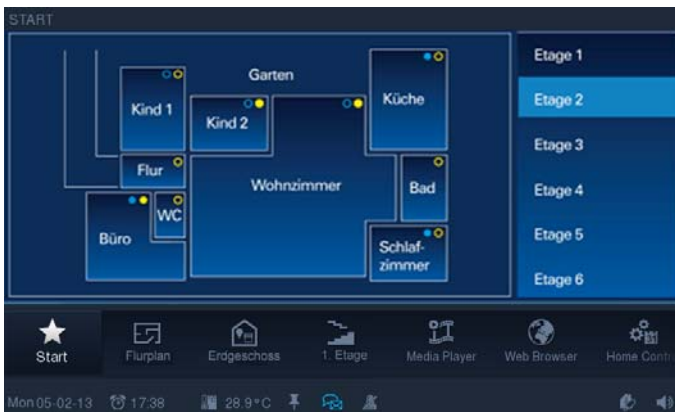 START
Garten
Kind 1
Kind 2
Küche
Flur
Wohnzimmer
Bad
WC
Büro
Schlaf-
zimmer
Etage 1
Etage 2
Etage 3
Etage 4
Etage 5
Etage 6
Start
Flurplan
Erdgeschoss
1. Etage
Media Player
Web Browser
Home Contr
Mon 05-02-13
17:38
28.9°C